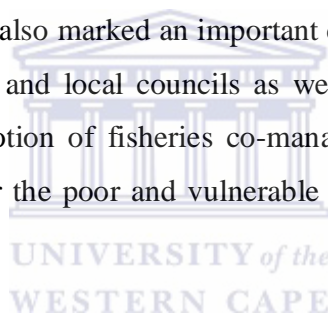 also marked an important
and local councils as we
ption of fisheries co-mana
the poor and vulnerable
UNIVERSITY of the
WESTERN CAPE